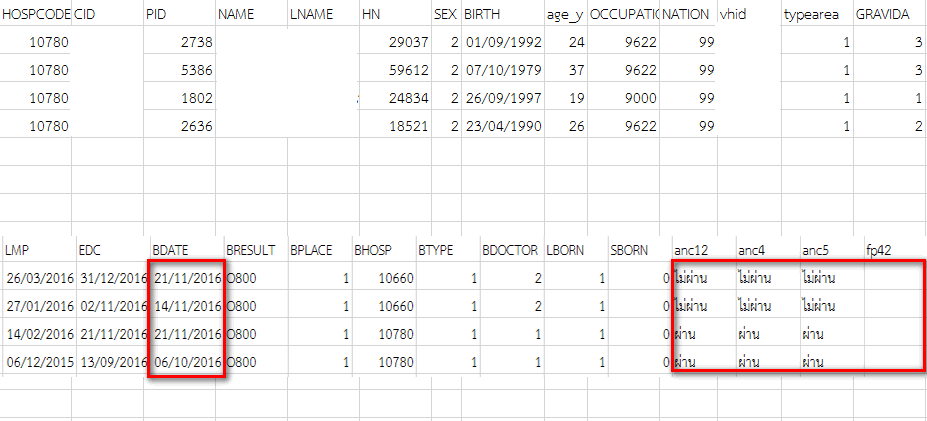 HOSPCODE CID PID NAME LNAME HN SEX BIRTH age_y OCCUPATIO NATION vhid typearea GRAVIDA
10780 2738 29037 2 01/09/1992 24 9622 99 1 3
10780 5386 59612 2 07/10/1979 37 9622 99 1 3
10780 1802 24834 2 26/09/1997 19 9000 99 1 1
10780 2636 18521 2 23/04/1990 26 9622 99 1 2
LMP EDC BDATE BRESULT BPLACE BHOSP BTYPE BDOCTOR LBORN SBORN anc12 anc4 anc5 fp42
26/03/2016 31/12/2016 21/11/2016 O800 1 10660 1 2 1 0 ไม่ผ่าน ไม่ผ่าน ไม่ผ่าน
27/01/2016 02/11/2016 14/11/2016 O800 1 10660 1 2 1 0 ไม่ผ่าน ไม่ผ่าน ไม่ผ่าน
14/02/2016 21/11/2016 21/11/2016 O800 1 10780 1 1 1 0 ผ่าน ผ่าน ผ่าน
06/12/2015 13/09/2016 06/10/2016 O800 1 10780 1 1 1 0 ผ่าน ผ่าน ผ่าน